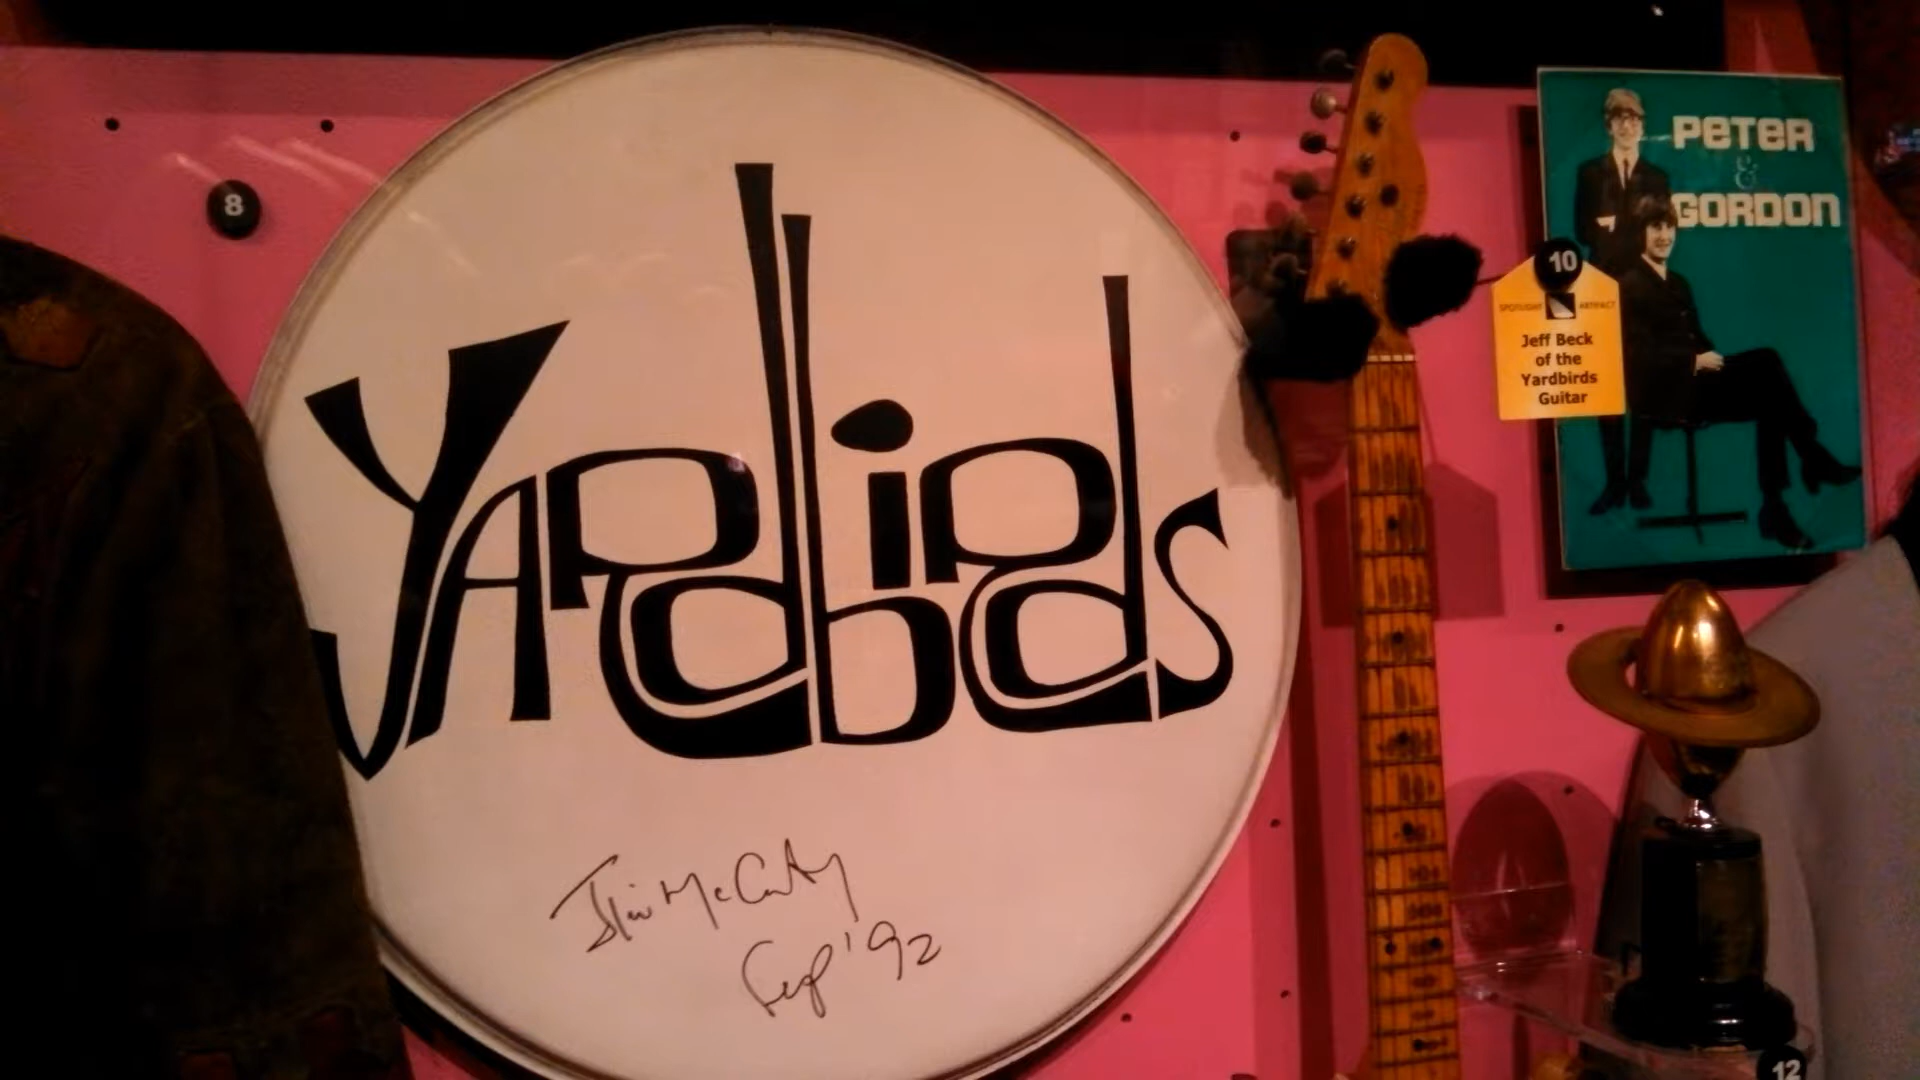 8
YARdbiRds
Jim McCarty
Sep '92
10
SPOTLIGHT ARTIFACT
Jeff Beck
of the
Yardbirds
Guitar
PETER
&
GORDON
12